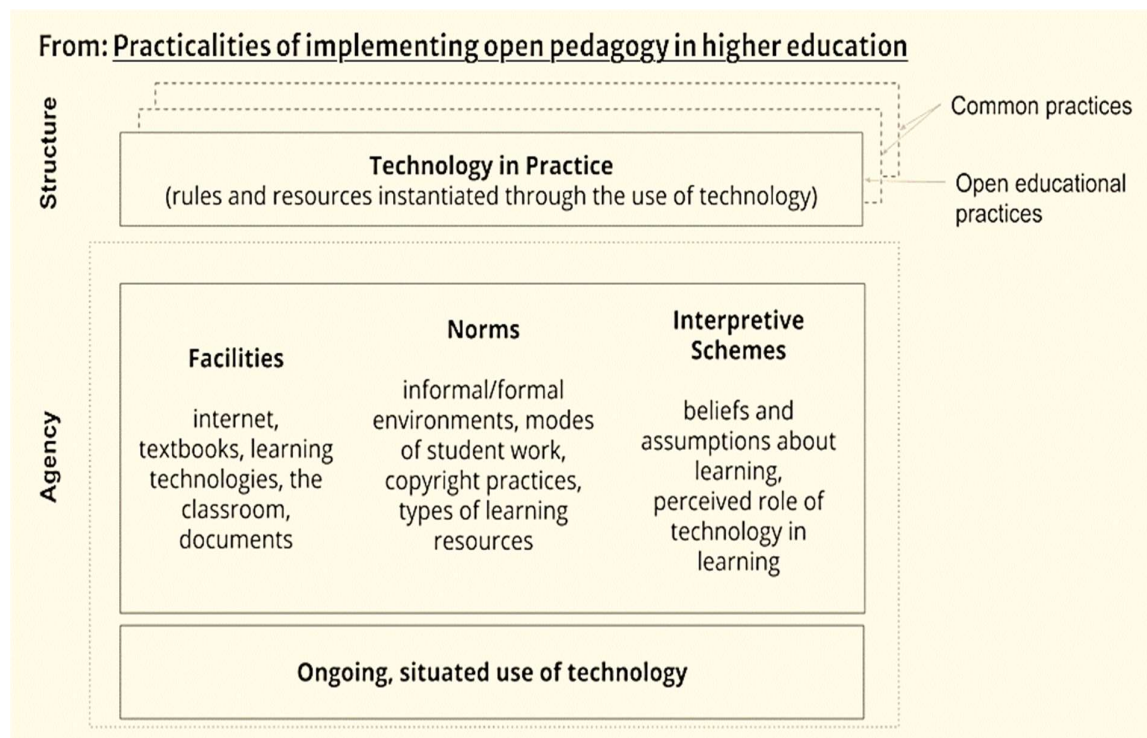 From: Practicalities of implementing open pedagogy in higher education
Structure
Technology in Practice
(rules and resources instantiated through the use of technology)
Common practices
Open educational
practices
Agency
Facilities
internet,
textbooks, learning
technologies, the
classroom,
documents
Norms
informal/formal
environments, modes
of student work,
copyright practices,
types of learning
resources
Interpretive
Schemes
beliefs and
assumptions about
learning,
perceived role of
technology in
learning
Ongoing, situated use of technology